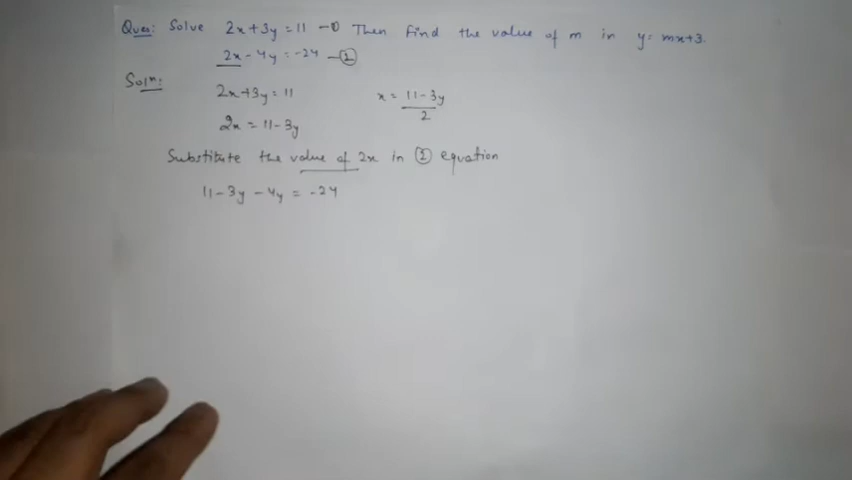 Ques: Solve 2x+3y = 11 —① Then find the value of m in y= mx+3.
2x - 4y = -24 —②
Solⁿ:
2x+3y = 11 x = 11-3y / 2
2x = 11-3y
Substitute the value of 2x in ② equation
11-3y - 4y = -24